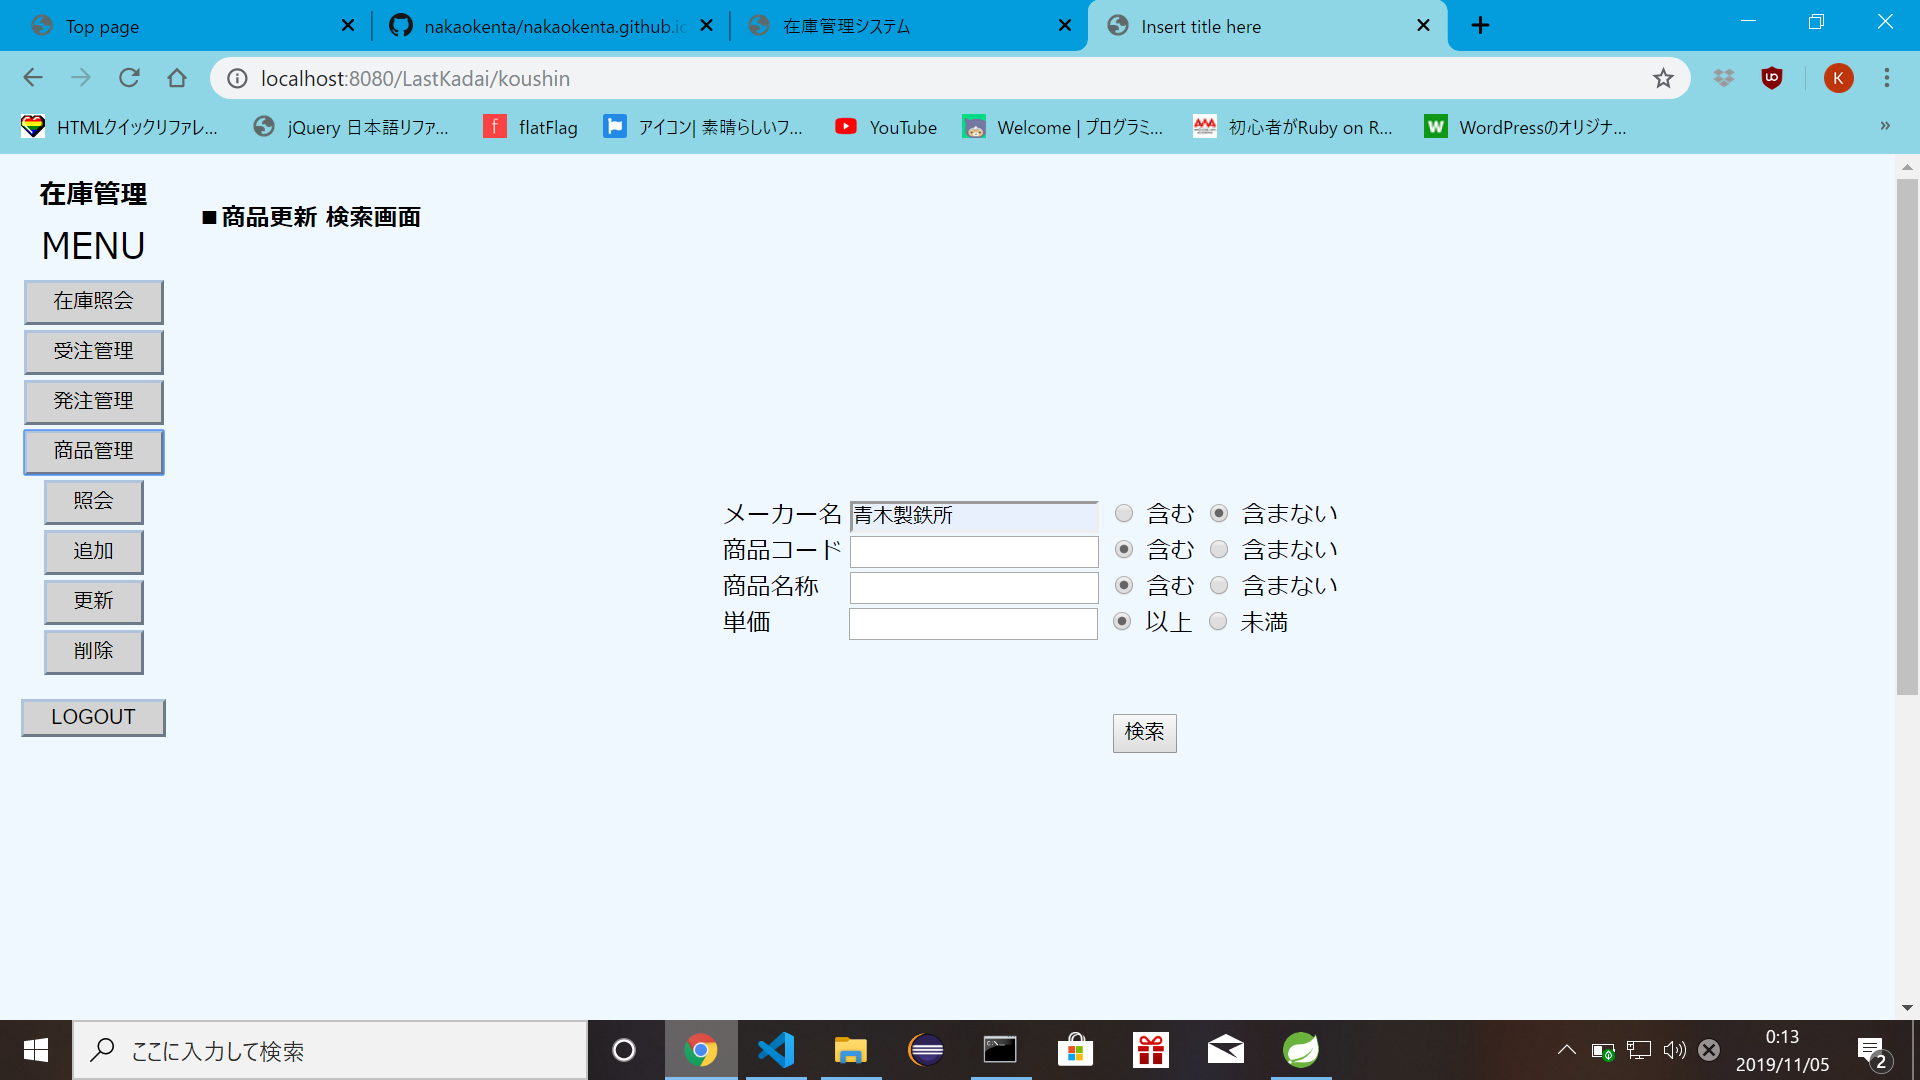 Top page
nakaokenta/nakaokenta.github.io
在庫管理システム
Insert title here
localhost:8080/LastKadai/koushin
K
HTMLクイックリファレ...
jQuery 日本語リファ...
f flatFlag
アイコン| 素晴らしいフ...
YouTube
Welcome | プログラミ...
初心者がRuby on R...
W WordPressのオリジナ...
»
在庫管理
MENU
在庫照会
受注管理
発注管理
商品管理
照会
追加
更新
削除
LOGOUT
■商品更新 検索画面
メーカー名 青木製鉄所 含む 含まない
商品コード 含む 含まない
商品名称 含む 含まない
単価 以上 未満
検索
ここに入力して検索
0:13
2019/11/05
2